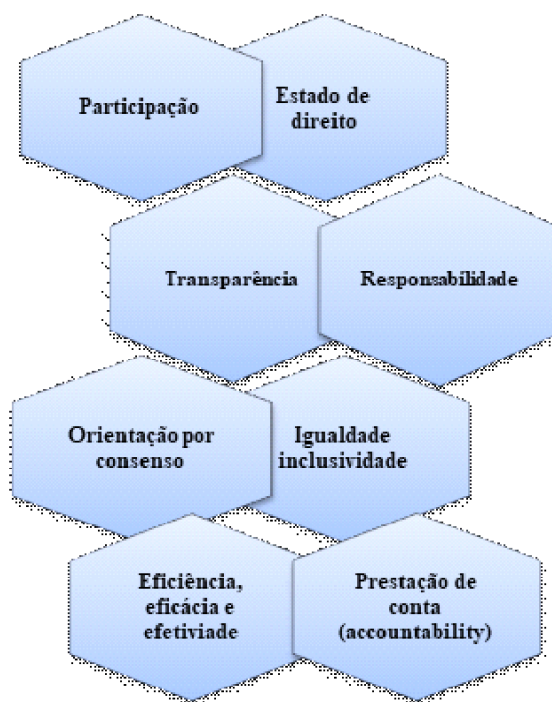 Participação
Estado de
direito
Transparência
Responsabilidade
Orientação por
consenso
Igualdade
inclusividade
Eficiência,
eficácia e
efetiviade
Prestação de
conta
(accountability)